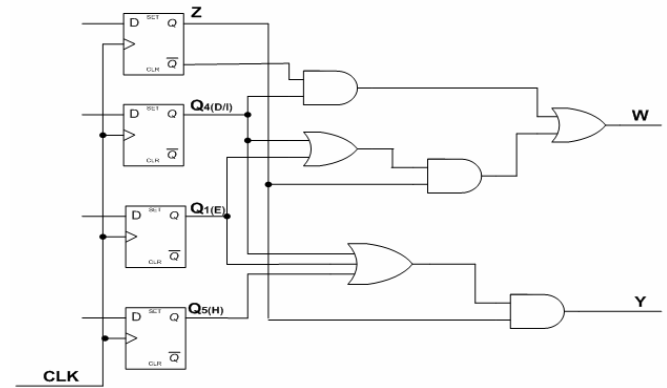 Z
D SET Q
CLR Q
Q4(D/I)
D SET Q
CLR Q
W
Q1(E)
D SET Q
CLR Q
Q5(H)
D SET Q
CLR Q
Y
CLK